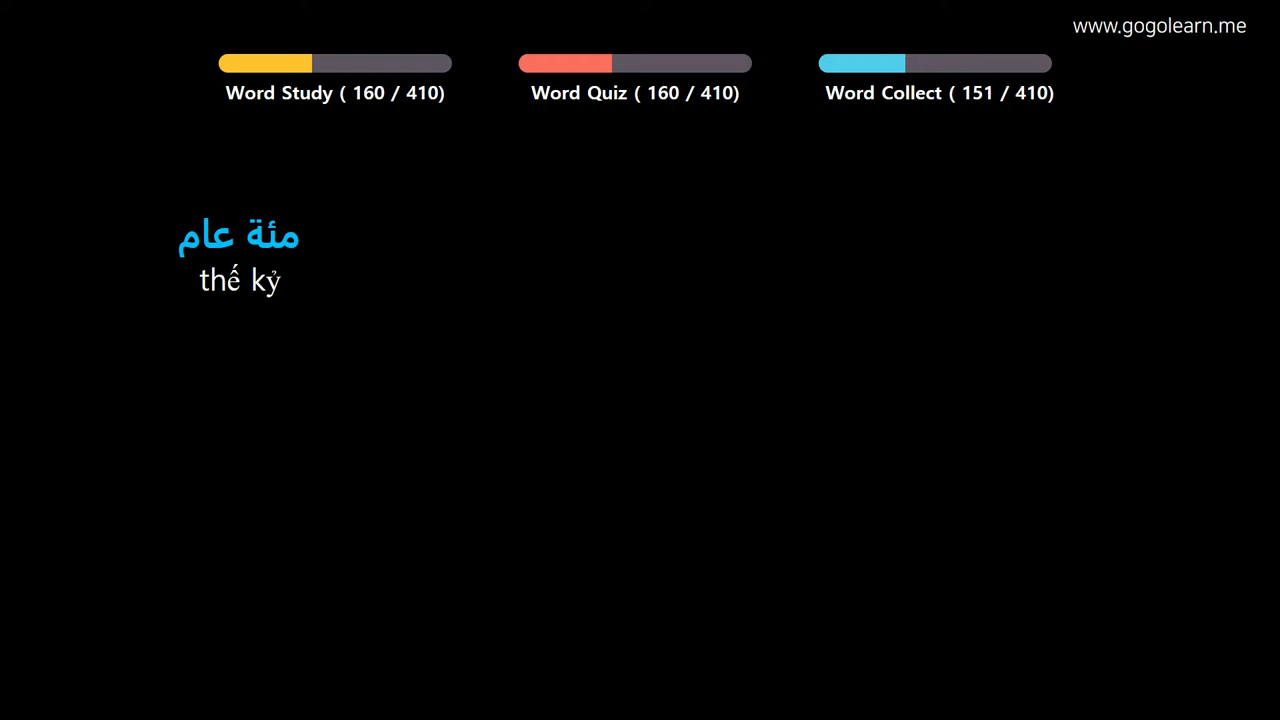 www.gogolearn.me
Word Study ( 160 / 410)
Word Quiz ( 160 / 410)
Word Collect ( 151 / 410)
مئة عام
thế kỷ